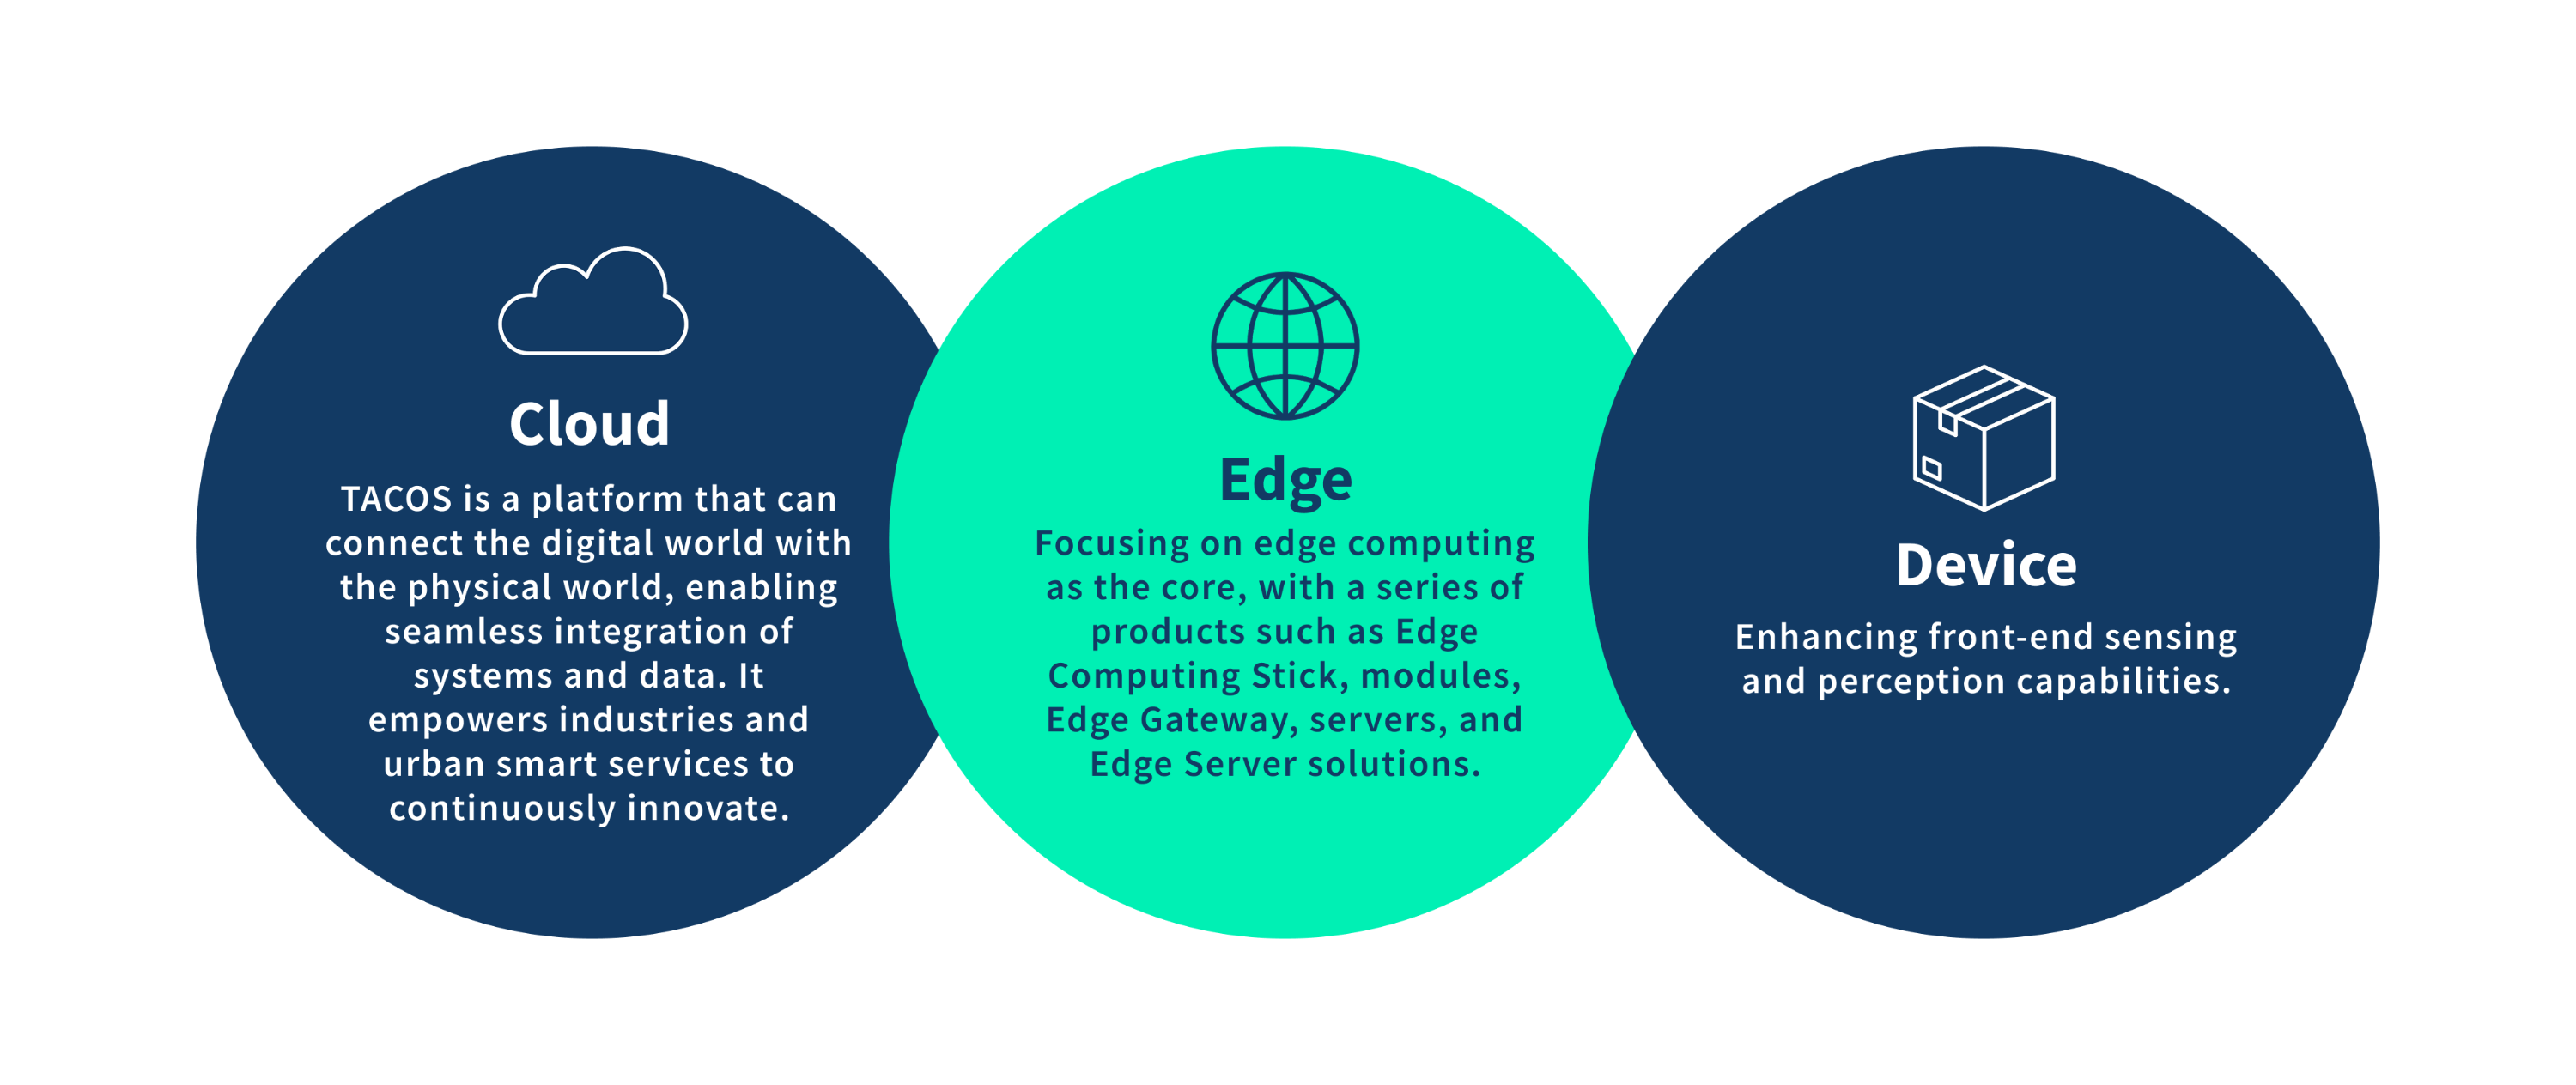 Cloud
TACOS is a platform that can
connect the digital world with
the physical world, enabling
seamless integration of
systems and data. It
empowers industries and
urban smart services to
continuously innovate.
Edge
Focusing on edge computing
as the core, with a series of
products such as Edge
Computing Stick, modules,
Edge Gateway, servers, and
Edge Server solutions.
Device
Enhancing front-end sensing
and perception capabilities.